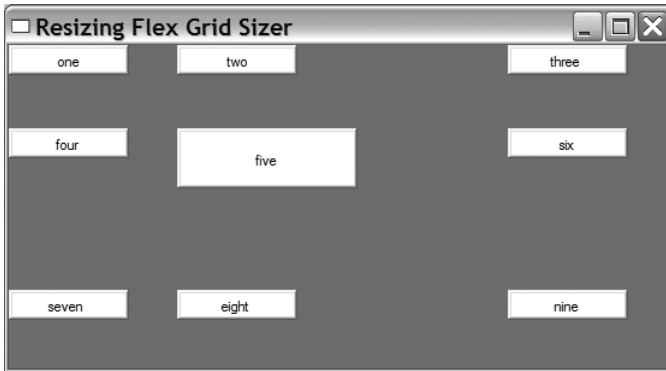 Resizing Flex Grid Sizer
one two three
four five six
seven eight nine